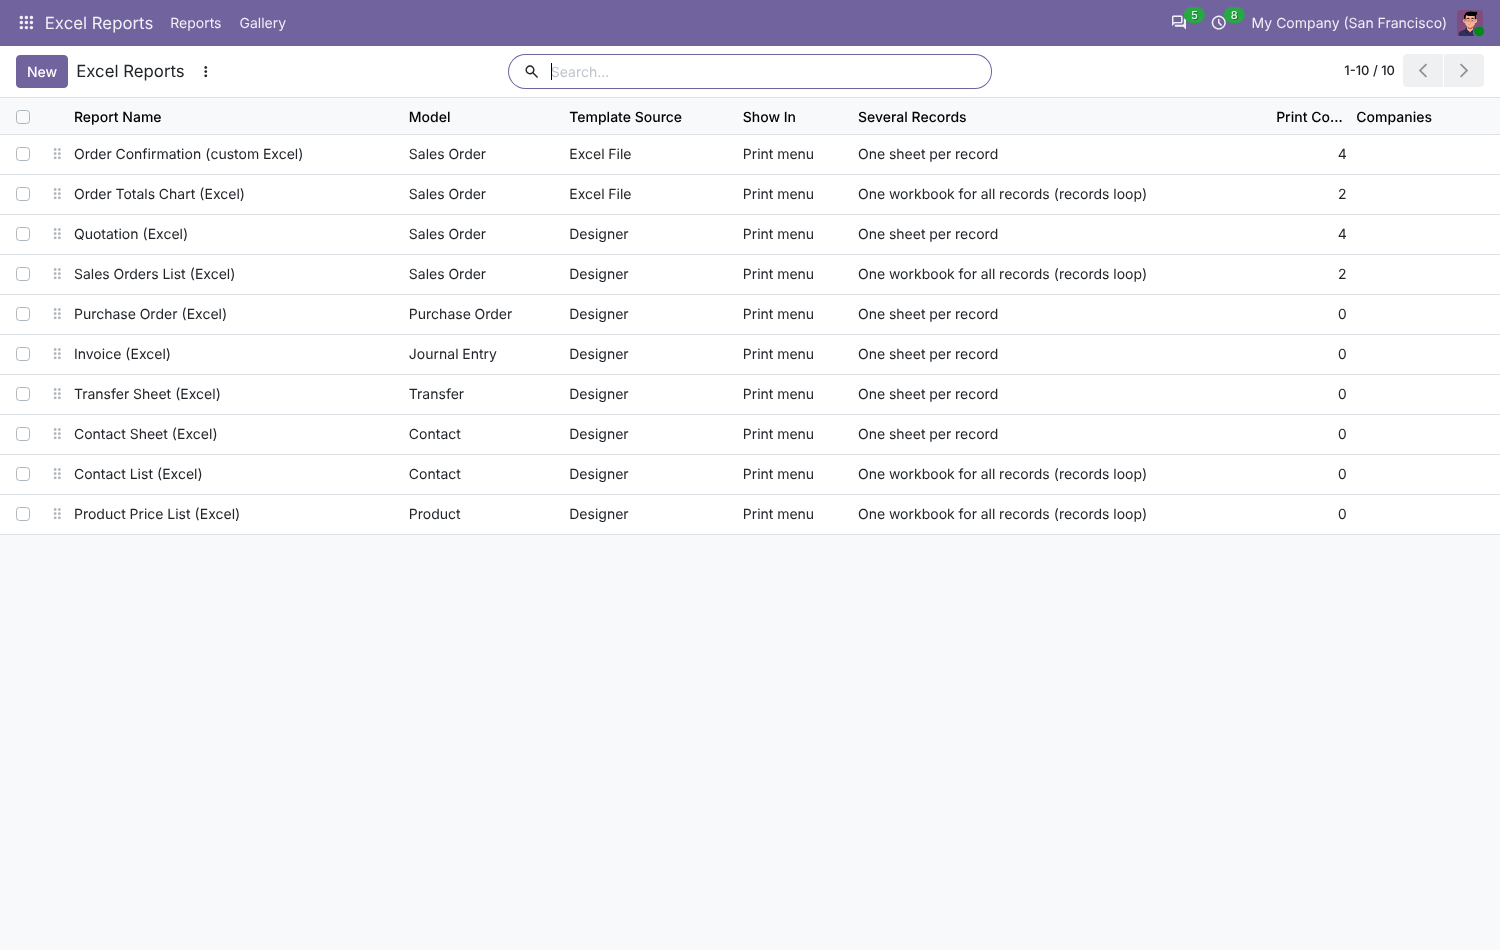 Excel Reports Reports Gallery 5 8 My Company (San Francisco)
New Excel Reports Search... 1-10 / 10
Report Name Model Template Source Show In Several Records Print Co... Companies
Order Confirmation (custom Excel) Sales Order Excel File Print menu One sheet per record 4
Order Totals Chart (Excel) Sales Order Excel File Print menu One workbook for all records (records loop) 2
Quotation (Excel) Sales Order Designer Print menu One sheet per record 4
Sales Orders List (Excel) Sales Order Designer Print menu One workbook for all records (records loop) 2
Purchase Order (Excel) Purchase Order Designer Print menu One sheet per record 0
Invoice (Excel) Journal Entry Designer Print menu One sheet per record 0
Transfer Sheet (Excel) Transfer Designer Print menu One sheet per record 0
Contact Sheet (Excel) Contact Designer Print menu One sheet per record 0
Contact List (Excel) Contact Designer Print menu One workbook for all records (records loop) 0
Product Price List (Excel) Product Designer Print menu One workbook for all records (records loop) 0